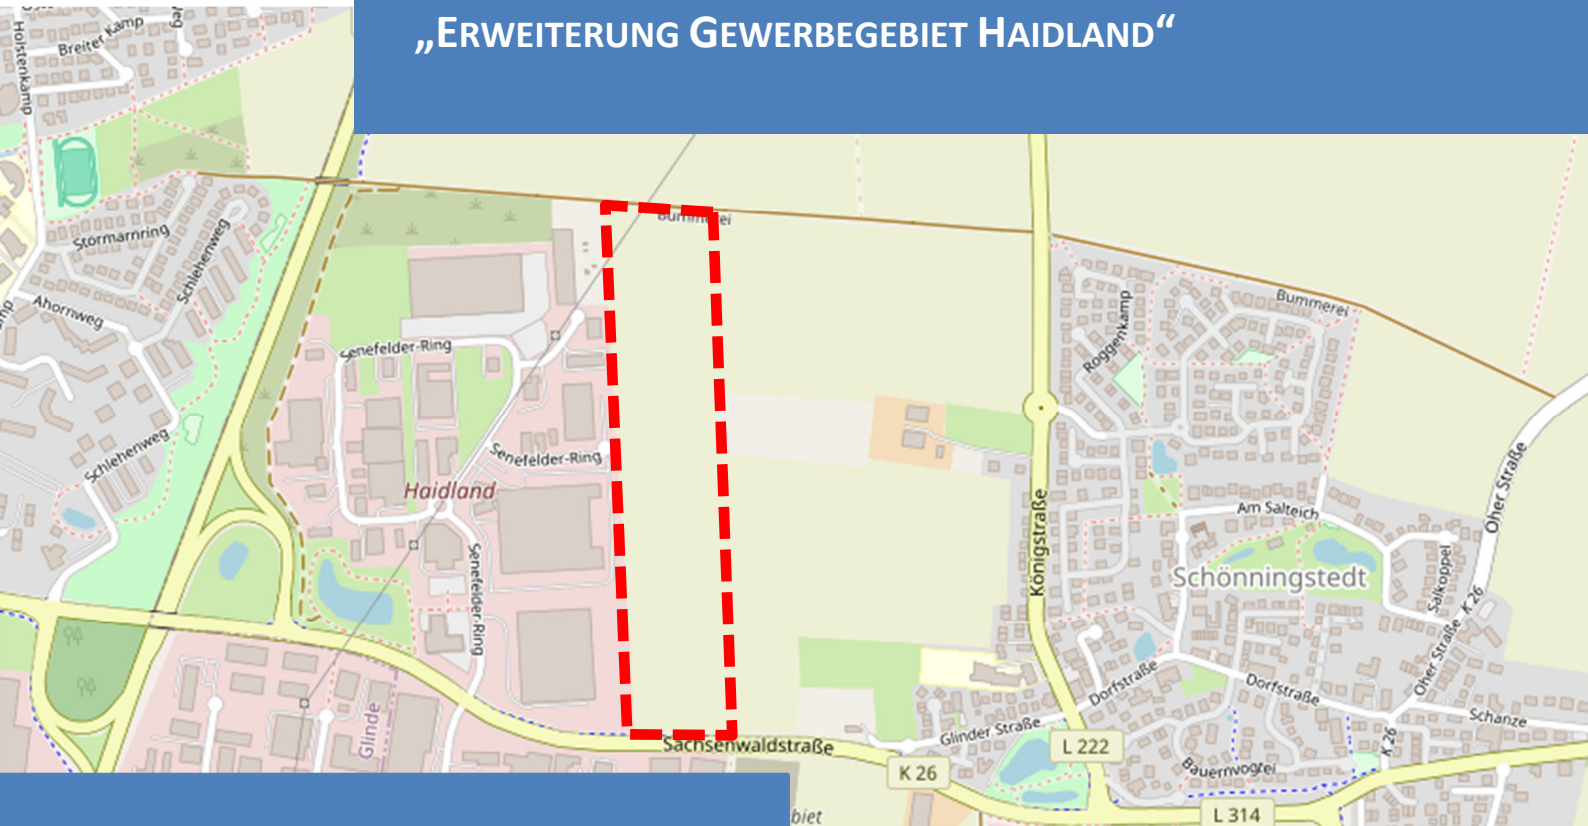 „ERWEITERUNG GEWERBEGEBIET HAIDLAND“
Holstenkamp
Breiter Kamp
Weg
Stormarnring
Schlehenweg
Ahornweg
Schlehenweg
Bummerei
Senefelder-Ring
Senefelder-Ring
Haidland
Senefelder-Ring
Glinde
Sachsenwaldstraße
Bummerei
Roggenkamp
Königstraße
Am Salteich
Schönningstedt
Salkoppel
Oher Straße
Oher Straße
K 26
Dorfstraße
Dorfstraße
Schanze
Glinder Straße
L 222
K 26
K 26
Bauernvogtei
L 314
biet